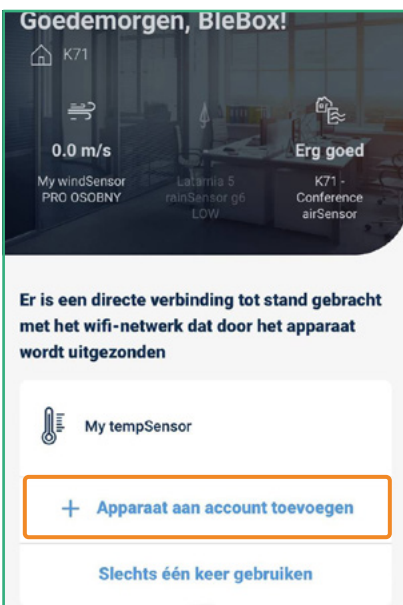 Goedemorgen, BleBox!
K71
0.0 m/s
My windSensor
PRO OSOBNY
Latarnia 5
rainSensor g6
LOW
Erg goed
K71 -
Conference
airSensor
Er is een directe verbinding tot stand gebracht
met het wifi-netwerk dat door het apparaat
wordt uitgezonden
My tempSensor
+ Apparaat aan account toevoegen
Slechts één keer gebruiken